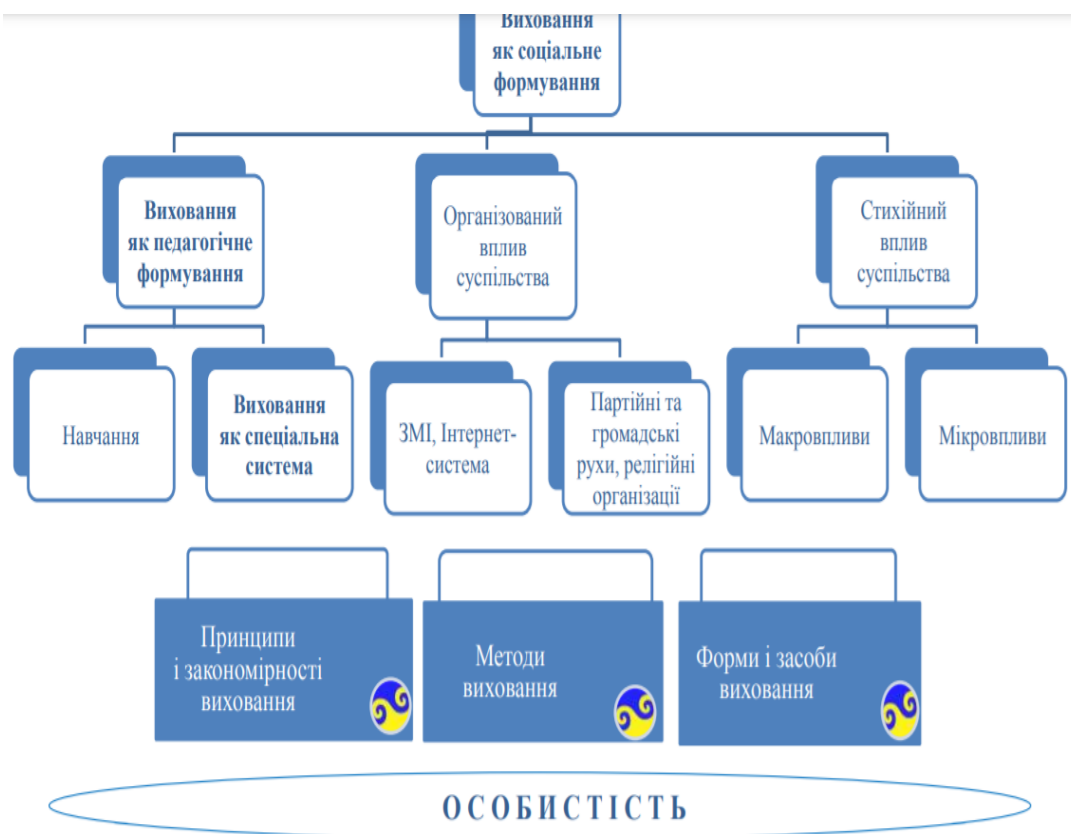 Виховання
як соціальне
формування
Виховання
як педагогічне
формування
Організований
вплив
суспільства
Стихійний
вплив
суспільства
Навчання
Виховання
як спеціальна
система
ЗМІ, Інтернет-
система
Партійні та
громадські
рухи, релігійні
організації
Макровпливи
Мікровпливи
Принципи
і закономірності
виховання
Методи
виховання
Форми і засоби
виховання
ОСОБИСТІСТЬ